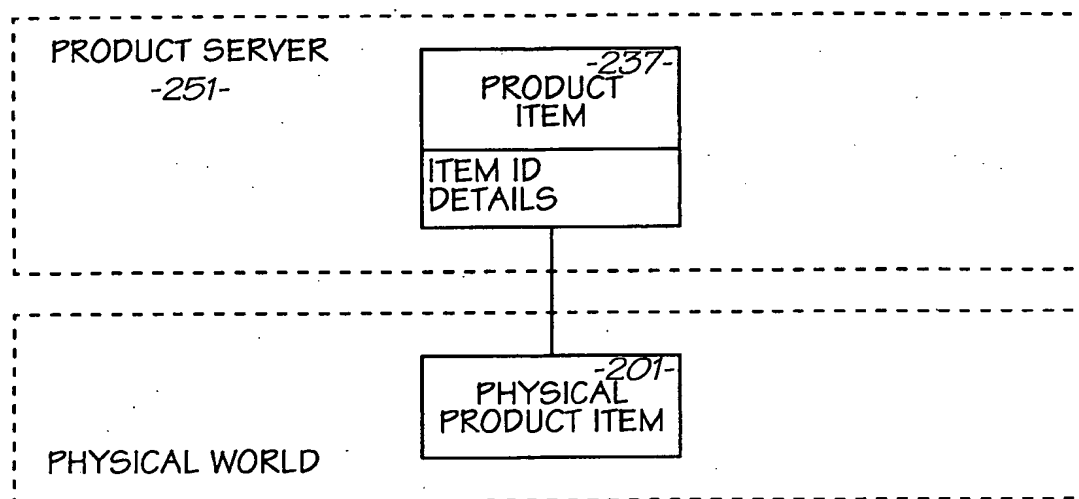 PRODUCT SERVER
-251-
-237-
PRODUCT
ITEM
ITEM ID
DETAILS
-201-
PHYSICAL
PRODUCT ITEM
PHYSICAL WORLD